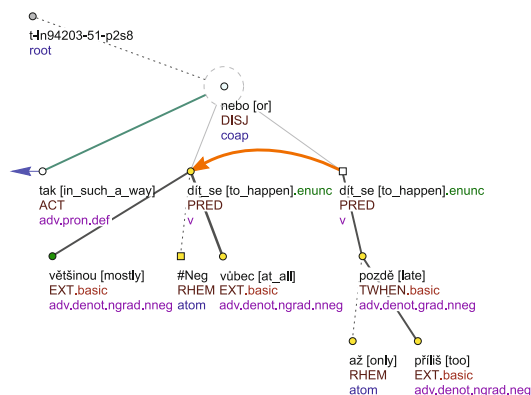 t-ln94203-51-p2s8
root
nebo [or]
DISJ
coap
tak [in_such_a_way]
ACT
adv.pron.def
dít_se [to_happen].enunc
PRED
v
dít_se [to_happen].enunc
PRED
v
většinou [mostly]
EXT.basic
adv.denot.ngrad.nneg
#Neg
RHEM
atom
vůbec [at_all]
EXT.basic
adv.denot.ngrad.nneg
pozdě [late]
TWHEN.basic
adv.denot.grad.nneg
až [only]
RHEM
atom
příliš [too]
EXT.basic
adv.denot.ngrad.neg